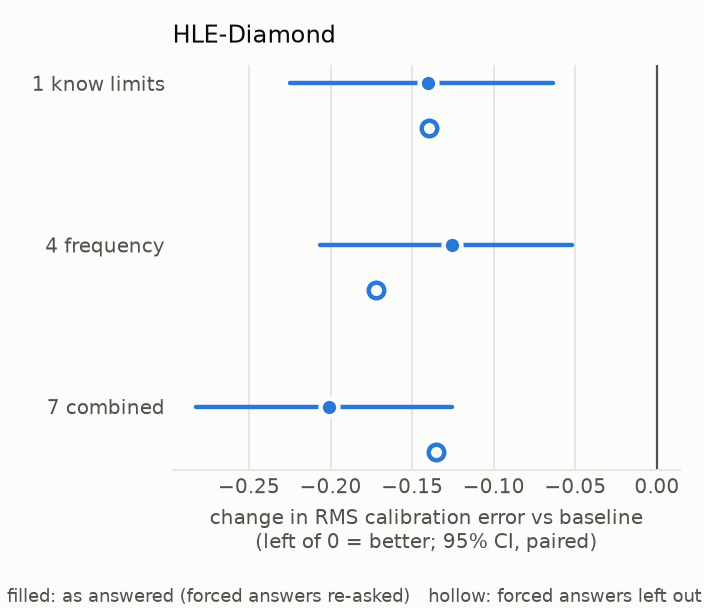 HLE-Diamond
1 know limits
4 frequency
7 combined
−0.25 −0.20 −0.15 −0.10 −0.05 0.00
change in RMS calibration error vs baseline
(left of 0 = better; 95% CI, paired)
filled: as answered (forced answers re-asked) hollow: forced answers left out